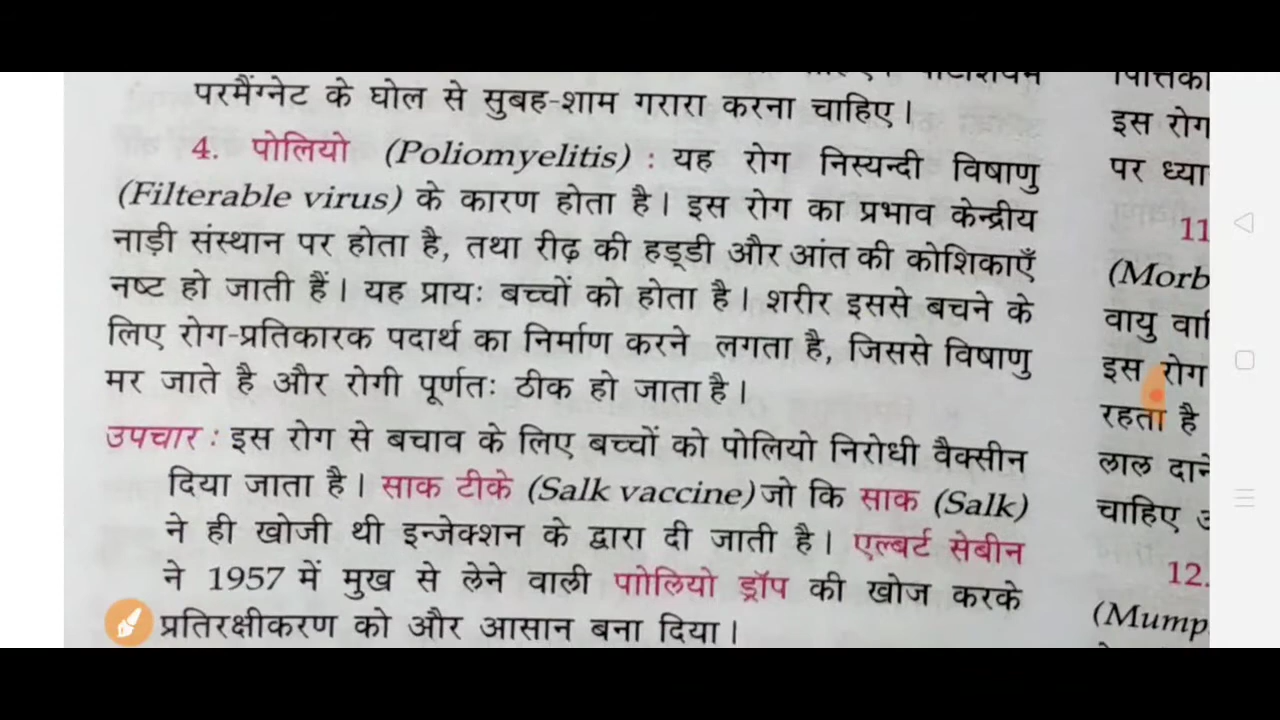 परमैंग्नेट के घोल से सुबह-शाम गरारा करना चाहिए।
4. पोलियो (Poliomyelitis) : यह रोग निस्यन्दी विषाणु
(Filterable virus) के कारण होता है। इस रोग का प्रभाव केन्द्रीय
नाड़ी संस्थान पर होता है, तथा रीढ़ की हड्डी और आंत की कोशिकाएँ
नष्ट हो जाती हैं। यह प्रायः बच्चों को होता है। शरीर इससे बचने के
लिए रोग-प्रतिकारक पदार्थ का निर्माण करने लगता है, जिससे विषाणु
मर जाते है और रोगी पूर्णतः ठीक हो जाता है।
उपचार : इस रोग से बचाव के लिए बच्चों को पोलियो निरोधी वैक्सीन
दिया जाता है। साक टीके (Salk vaccine) जो कि साक (Salk)
ने ही खोजी थी इन्जेक्शन के द्वारा दी जाती है। एल्बर्ट सेबीन
ने 1957 में मुख से लेने वाली पाोलियो ड्रॉप की खोज करके
प्रतिरक्षीकरण को और आसान बना दिया।
इस रोग
पर ध्या
11
(Morb
वायु वा
इस रोग
रहता है
लाल दाने
चाहिए
12.
(Mump